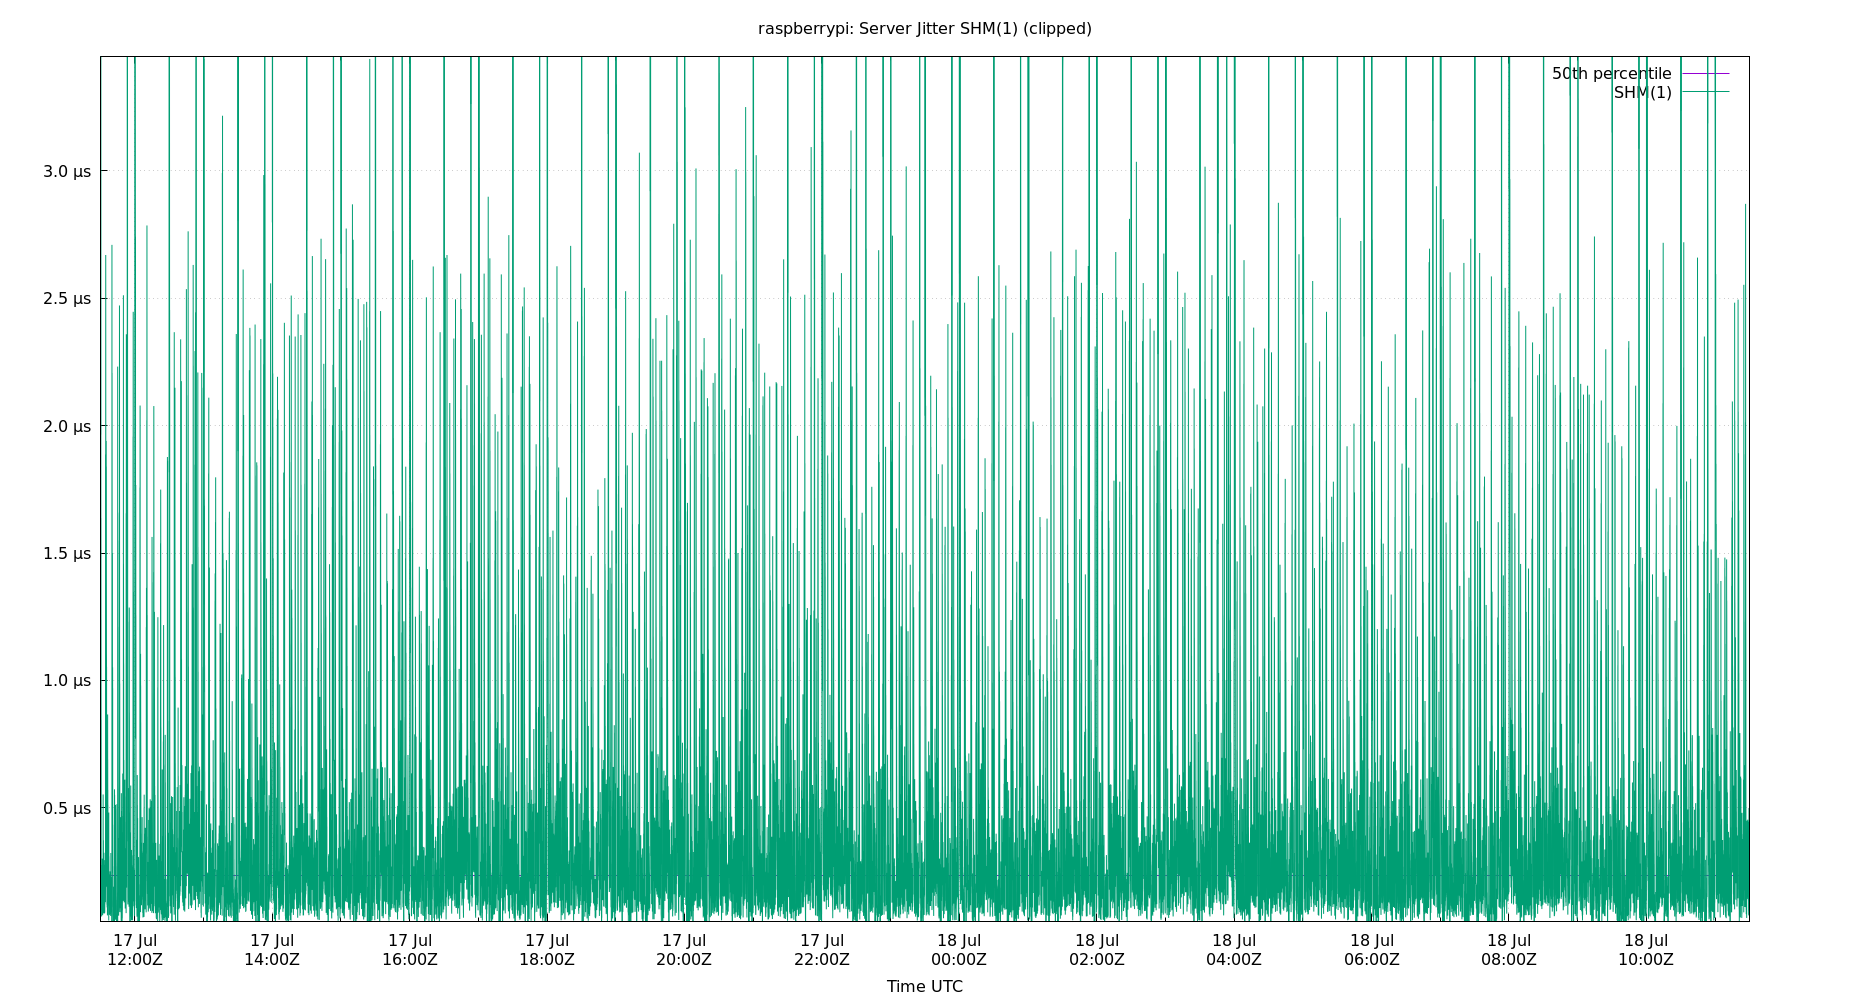 raspberrypi: Server Jitter SHM(1) (clipped)
50th percentile
SHM(1)
3.0 µs
2.5 µs
2.0 µs
1.5 µs
1.0 µs
0.5 µs
17 Jul 17 Jul 17 Jul 17 Jul 17 Jul 17 Jul 18 Jul 18 Jul 18 Jul 18 Jul 18 Jul 18 Jul
12:00Z 14:00Z 16:00Z 18:00Z 20:00Z 22:00Z 00:00Z 02:00Z 04:00Z 06:00Z 08:00Z 10:00Z
Time UTC